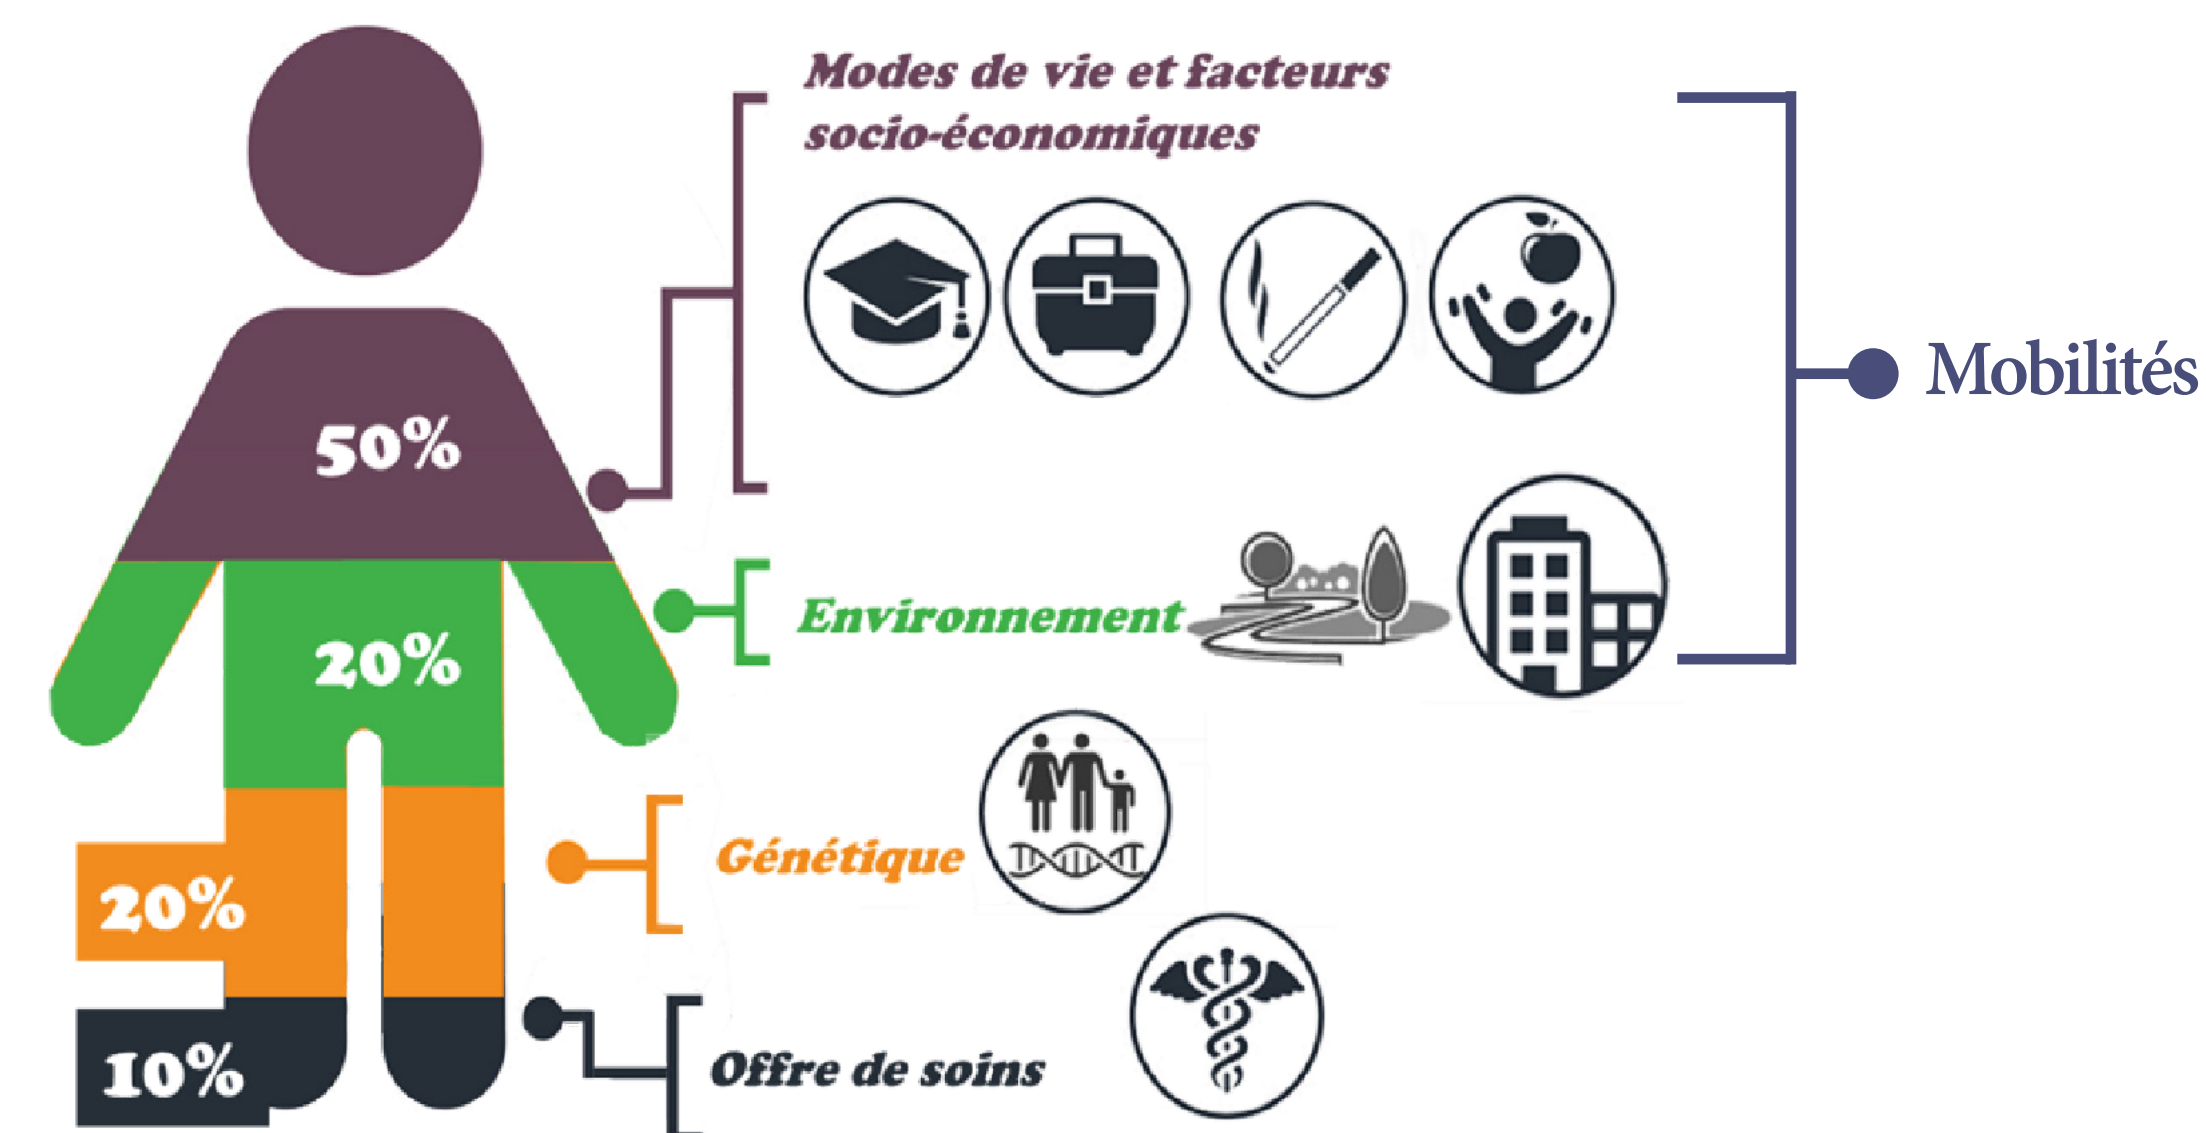 Modes de vie et facteurs
socio-économiques
50%
Mobilités
Environnement
20%
Génétique
20%
Offre de soins
10%